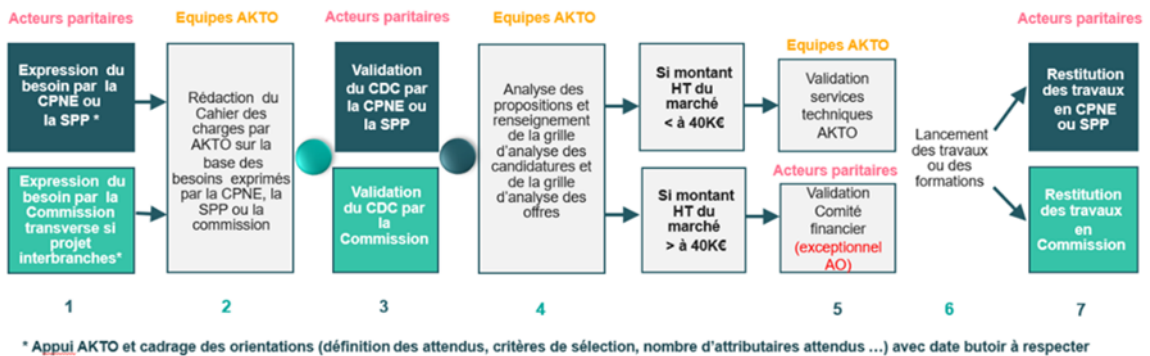 Acteurs paritaires
Expression du
besoin par la
CPNE ou
la SPP *
Expression du
besoin par la
Commission
transverse si
projet
interbranches*
1
Equipes AKTO
Rédaction du
Cahier des
charges par
AKTO sur la
base des
besoins exprimés
par la CPNE, la
SPP ou la
commission
2
Acteurs paritaires
Validation
du CDC par
la CPNE ou
la SPP
Validation
du CDC par
la
Commission
3
Equipes AKTO
Analyse des
propositions et
renseignement
de la grille
d'analyse des
candidatures et
de la grille
d'analyse des
offres
4
Si montant
HT du
marché
< à 40K€
Si montant
HT du
marché
> à 40K€
Equipes AKTO
Validation
services
techniques
AKTO
Acteurs paritaires
Validation
Comité
financier
(exceptionnel
AO)
5
Lancement
des travaux
ou des
formations
6
Acteurs paritaires
Restitution
des travaux
en CPNE
ou SPP
Restitution
des travaux
en
Commission
7
* Appui AKTO et cadrage des orientations (définition des attendus, critères de sélection, nombre d'attributaires attendus ...) avec date butoir à respecter